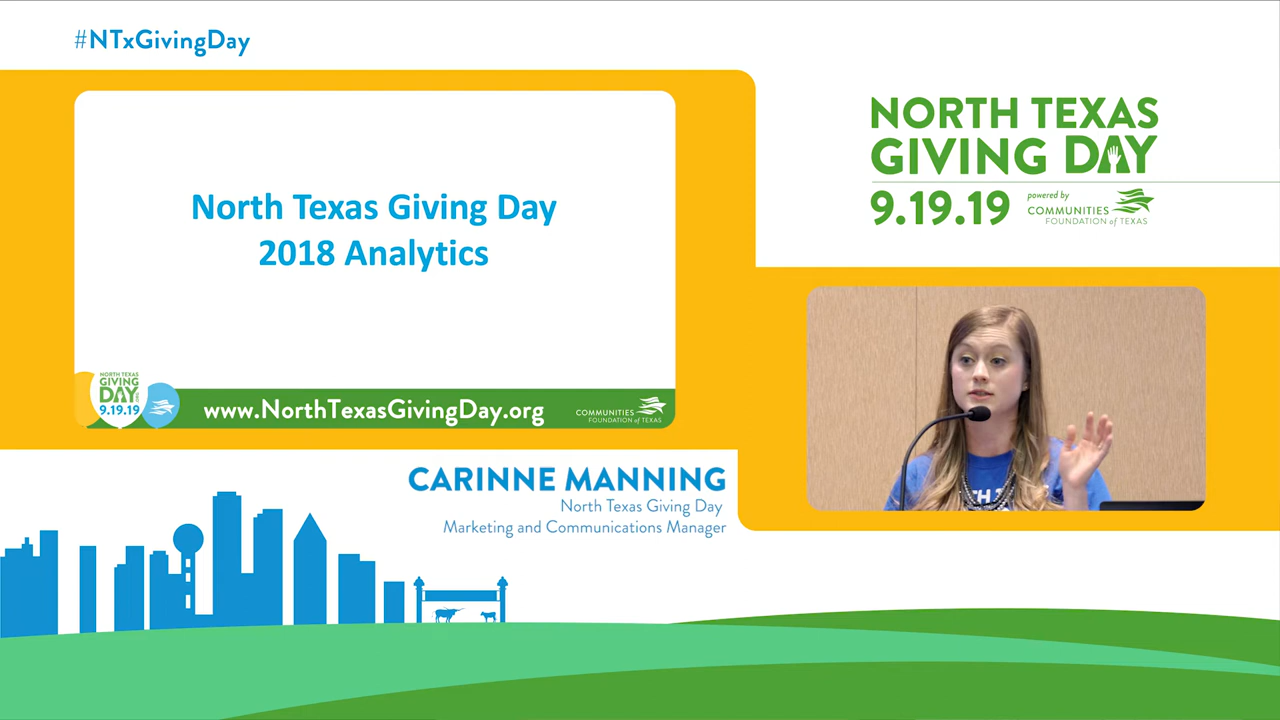 #NTxGivingDay
North Texas Giving Day
2018 Analytics
NORTH TEXAS
GIVING
DAY
9.19.19
www.NorthTexasGivingDay.org
COMMUNITIES
FOUNDATION of TEXAS
NORTH TEXAS
GIVING DAY
9.19.19
powered by
COMMUNITIES
FOUNDATION of TEXAS
CARINNE MANNING
North Texas Giving Day
Marketing and Communications Manager